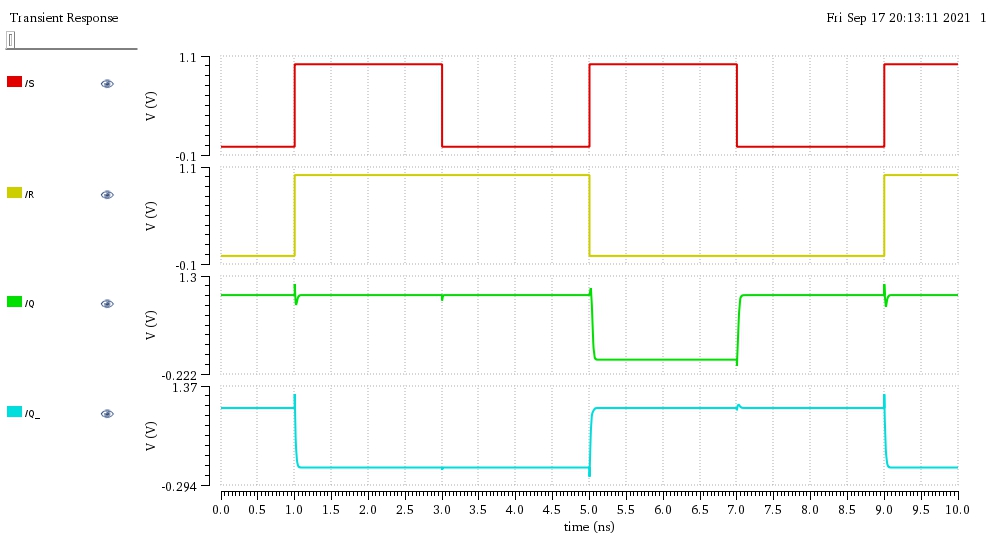 Transient Response
Fri Sep 17 20:13:11 2021 1
/S
V (V)
1.1
-0.1
/R
V (V)
1.1
-0.1
/Q
V (V)
1.3
-0.222
/Q_
V (V)
1.37
-0.294
0.0 0.5 1.0 1.5 2.0 2.5 3.0 3.5 4.0 4.5 5.0 5.5 6.0 6.5 7.0 7.5 8.0 8.5 9.0 9.5 10.0
time (ns)